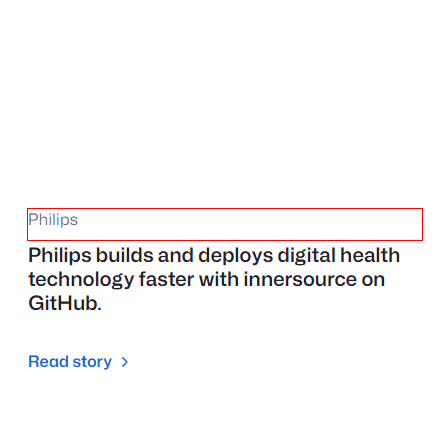 Philips
Philips builds and deploys digital health
technology faster with innersource on
GitHub.
Read story